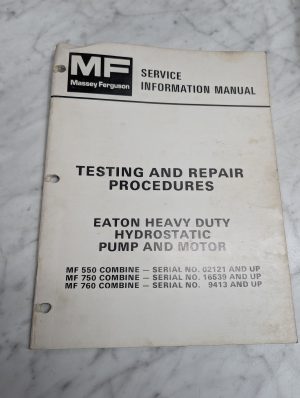 MF
Massey Ferguson
SERVICE
INFORMATION MANUAL
TESTING AND REPAIR
PROCEDURES
EATON HEAVY DUTY
HYDROSTATIC
PUMP AND MOTOR
MF 550 COMBINE – SERIAL NO. 02121 AND UP
MF 750 COMBINE – SERIAL NO. 16539 AND UP
MF 760 COMBINE – SERIAL NO. 9413 AND UP